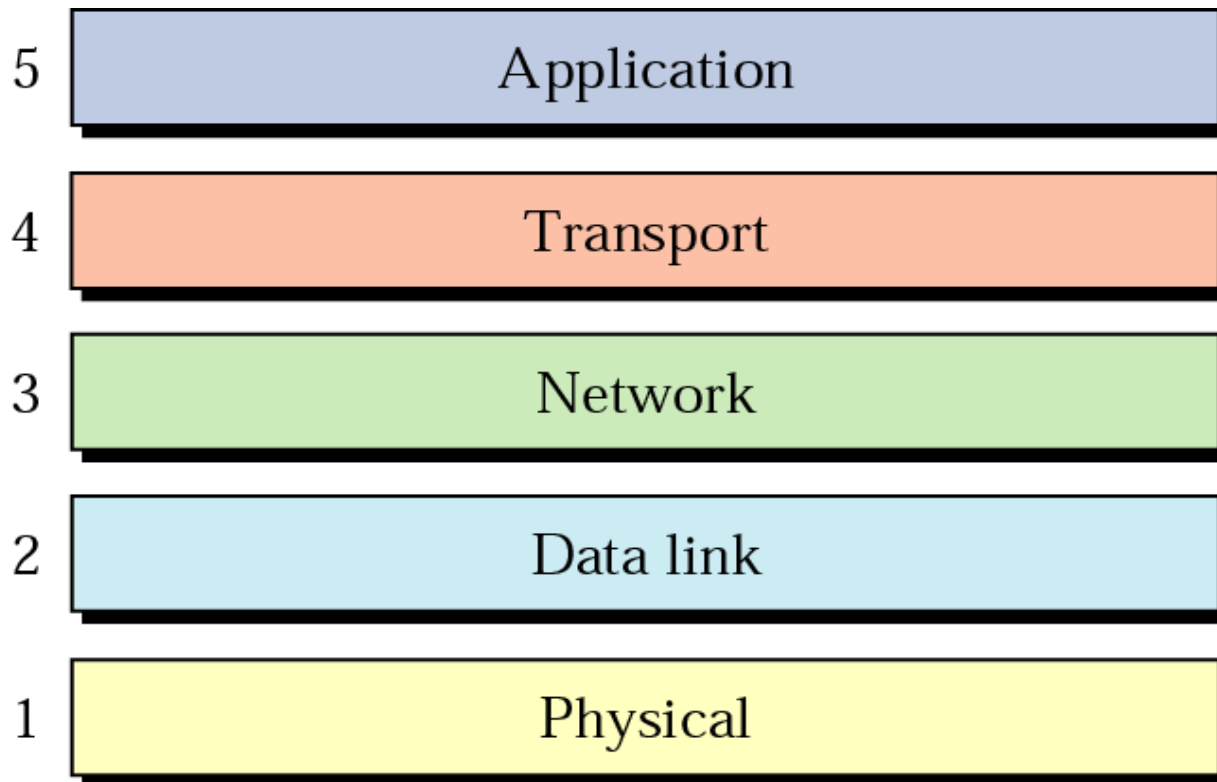 5 Application
4 Transport
3 Network
2 Data link
1 Physical